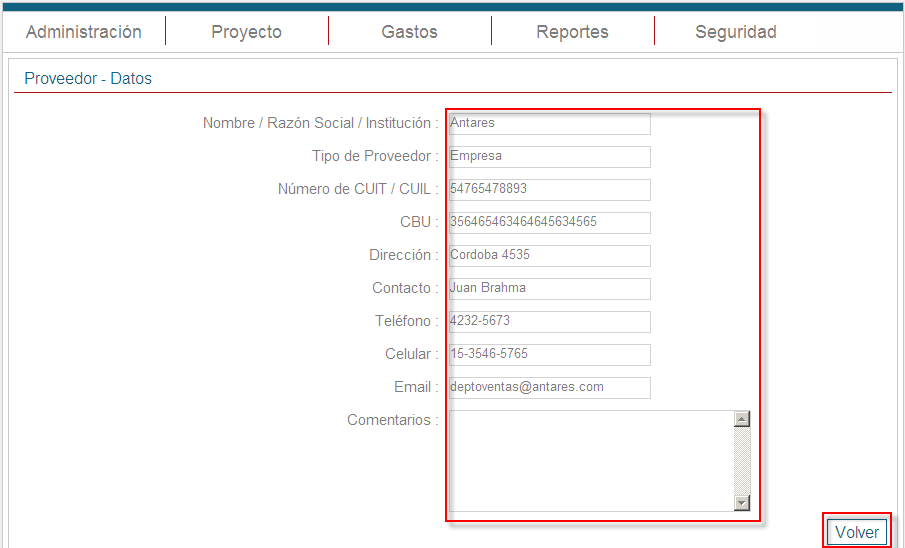 Administración Proyecto Gastos Reportes Seguridad
Proveedor - Datos
Nombre / Razón Social / Institución : Antares
Tipo de Proveedor : Empresa
Número de CUIT / CUIL : 54765478893
CBU : 356465463464645634565
Dirección : Cordoba 4535
Contacto : Juan Brahma
Teléfono : 4232-5673
Celular : 15-3546-5765
Email : deptoventas@antares.com
Comentarios :
Volver